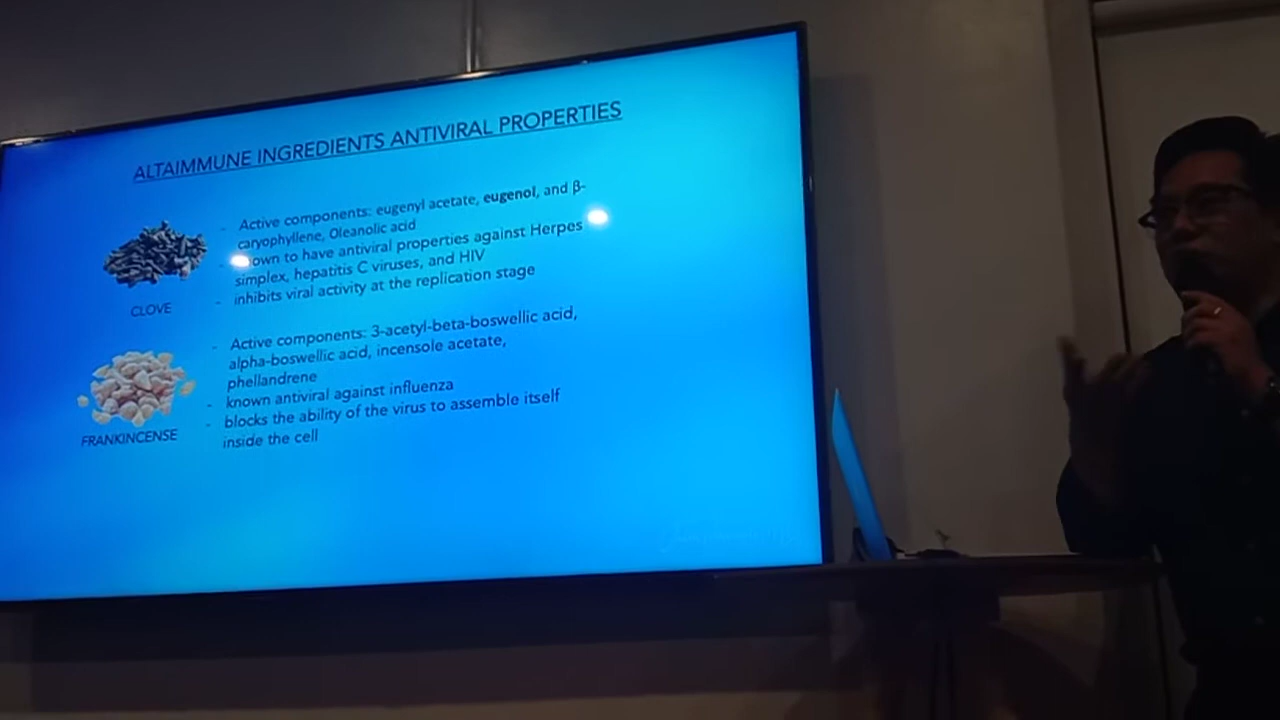 ALTAIMMUNE INGREDIENTS ANTIVIRAL PROPERTIES
- Active components: eugenyl acetate, eugenol, and β-
caryophyllene, Oleanolic acid
- own to have antiviral properties against Herpes
simplex, hepatitis C viruses, and HIV
- inhibits viral activity at the replication stage
CLOVE
- Active components: 3-acetyl-beta-boswellic acid,
alpha-boswellic acid, incensole acetate,
phellandrene
- known antiviral against influenza
- blocks the ability of the virus to assemble itself
inside the cell
FRANKINCENSE